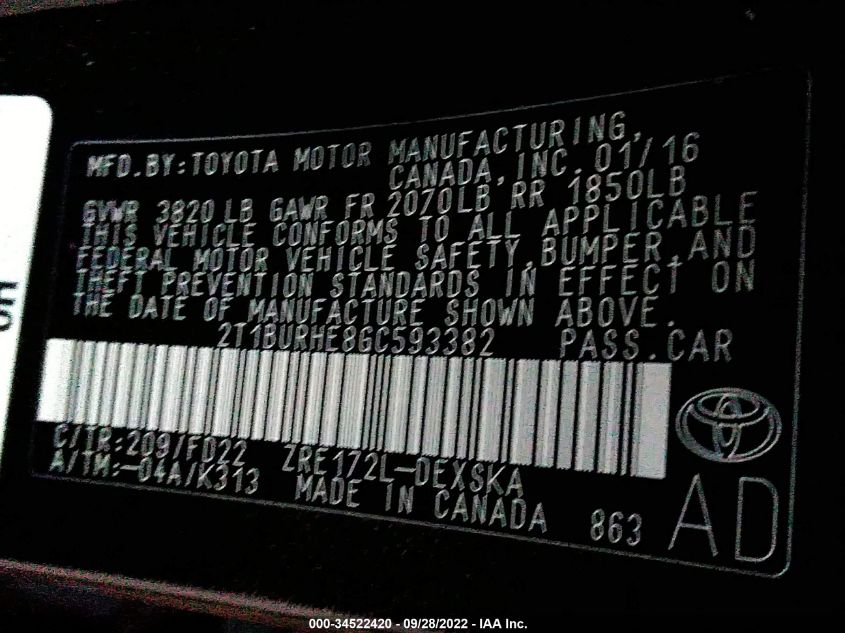 MFD.BY:TOYOTA MOTOR MANUFACTURING,
CANADA, INC. 01/16
GVWR 3820 LB GAWR FR 2070LB RR 1850LB
THIS VEHICLE CONFORMS TO ALL APPLICABLE
FEDERAL MOTOR VEHICLE SAFETY,BUMPER,AND
THEFT PREVENTION STANDARDS IN EFFECT ON
THE DATE OF MANUFACTURE SHOWN ABOVE.
2T1BURHE8GC593382 PASS.CAR
C/TR:209/FD22 ZRE172L-DEXSKA
A/TM:-04A/K313 MADE IN CANADA 863 AD
000-34522420 - 09/28/2022 - IAA Inc.